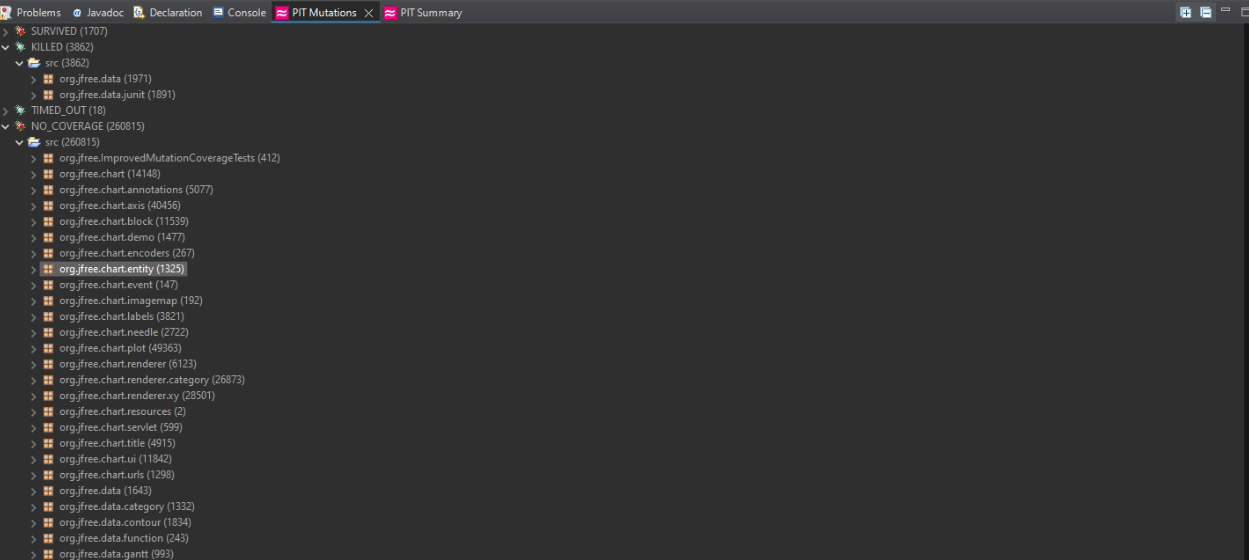 Problems Javadoc Declaration Console PIT Mutations PIT Summary
SURVIVED (1707)
KILLED (3862)
src (3862)
org.jfree.data (1971)
org.jfree.data.junit (1891)
TIMED_OUT (18)
NO_COVERAGE (260815)
src (260815)
org.jfree.ImprovedMutationCoverageTests (412)
org.jfree.chart (14148)
org.jfree.chart.annotations (5077)
org.jfree.chart.axis (40456)
org.jfree.chart.block (11539)
org.jfree.chart.demo (1477)
org.jfree.chart.encoders (267)
org.jfree.chart.entity (1325)
org.jfree.chart.event (147)
org.jfree.chart.imagemap (192)
org.jfree.chart.labels (3821)
org.jfree.chart.needle (2722)
org.jfree.chart.plot (49363)
org.jfree.chart.renderer (6123)
org.jfree.chart.renderer.category (26873)
org.jfree.chart.renderer.xy (28501)
org.jfree.chart.resources (2)
org.jfree.chart.servlet (599)
org.jfree.chart.title (4915)
org.jfree.chart.ui (11842)
org.jfree.chart.urls (1298)
org.jfree.data (1643)
org.jfree.data.category (1332)
org.jfree.data.contour (1834)
org.jfree.data.function (243)
org.jfree.data.gantt (993)